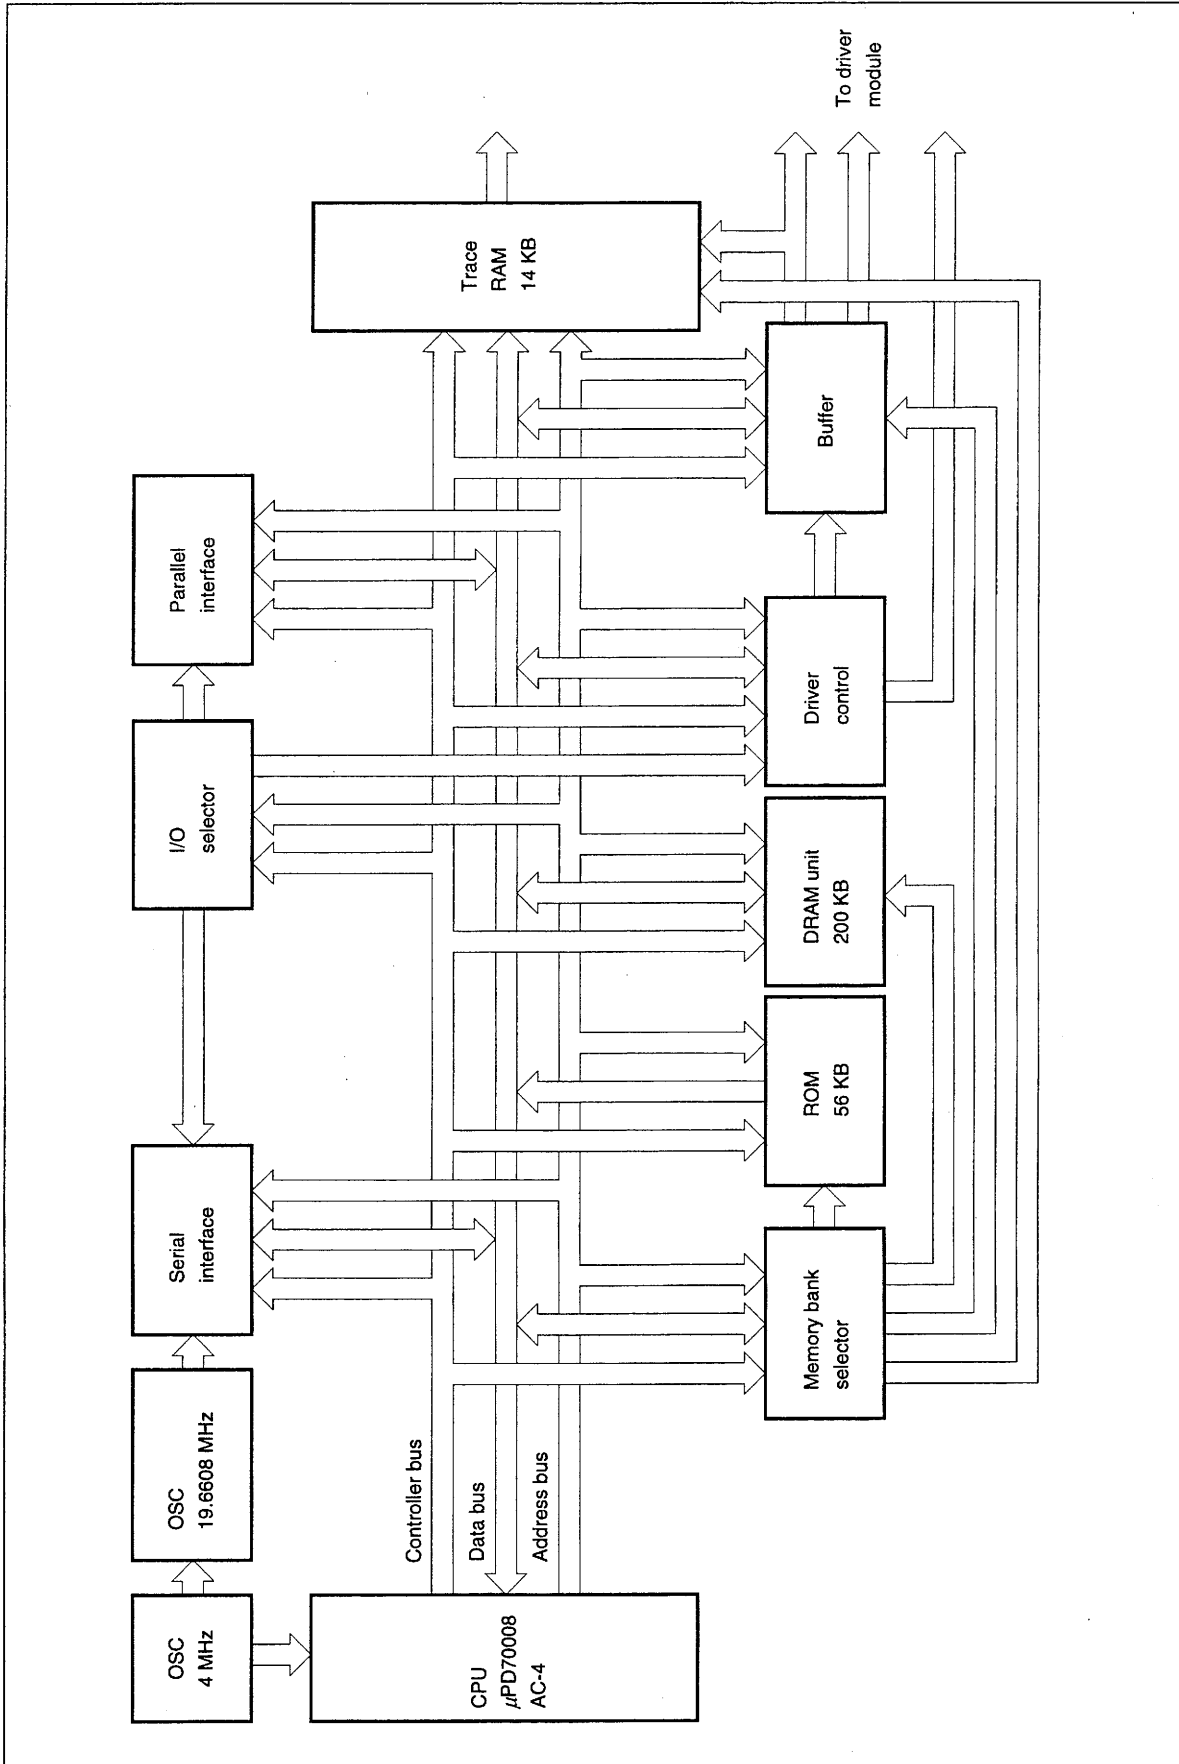 OSC
4 MHz
OSC
19.6608 MHz
Serial
interface
I/O
selector
Parallel
interface
CPU
μPD70008
AC-4
Controller bus
Data bus
Address bus
Trace
RAM
14 KB
Memory bank
selector
ROM
56 KB
DRAM unit
200 KB
Driver
control
Buffer
To driver
module